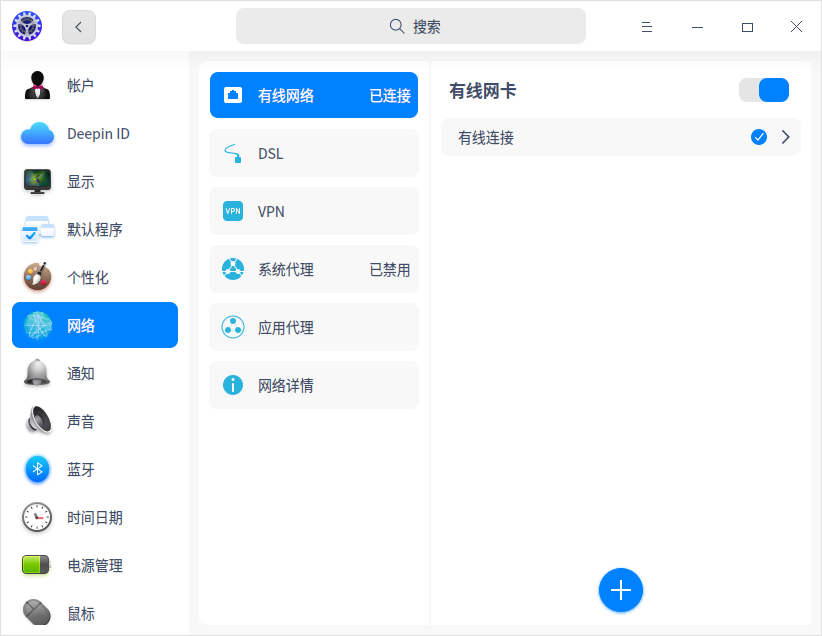 搜索
帐户
Deepin ID
显示
默认程序
个性化
网络
通知
声音
蓝牙
时间日期
电源管理
鼠标
有线网络 已连接
DSL
VPN
VPN
系统代理 已禁用
应用代理
网络详情
有线网卡
有线连接